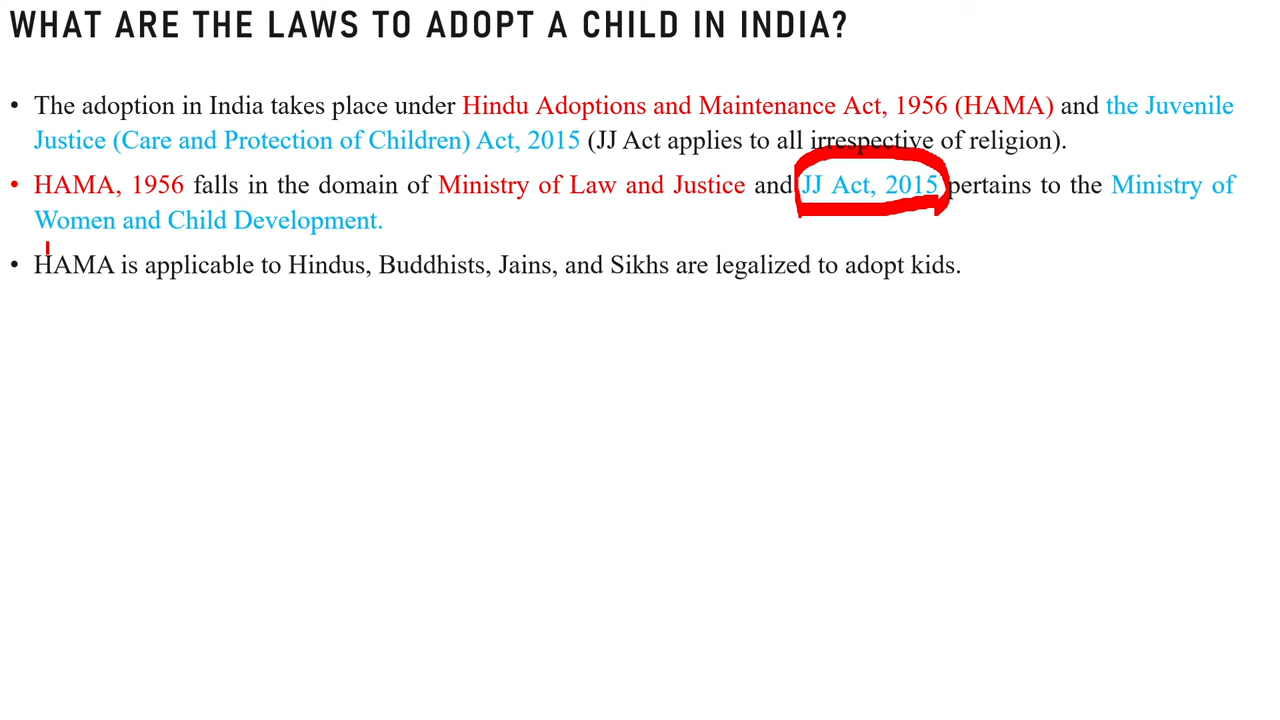 WHAT ARE THE LAWS TO ADOPT A CHILD IN INDIA?
• The adoption in India takes place under Hindu Adoptions and Maintenance Act, 1956 (HAMA) and the Juvenile
Justice (Care and Protection of Children) Act, 2015 (JJ Act applies to all irrespective of religion).
• HAMA, 1956 falls in the domain of Ministry of Law and Justice and JJ Act, 2015 pertains to the Ministry of
Women and Child Development.
• HAMA is applicable to Hindus, Buddhists, Jains, and Sikhs are legalized to adopt kids.